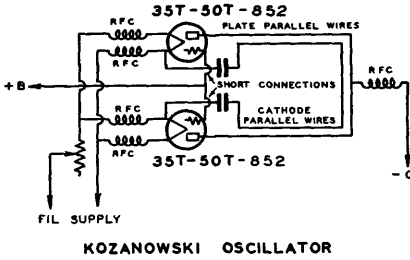 35T-50T-852
RFC
PLATE PARALLEL WIRES
RFC
RFC
+B
SHORT CONNECTIONS
RFC
CATHODE
PARALLEL WIRES
RFC
35T-50T-852
-C
FIL SUPPLY
KOZANOWSKI OSCILLATOR